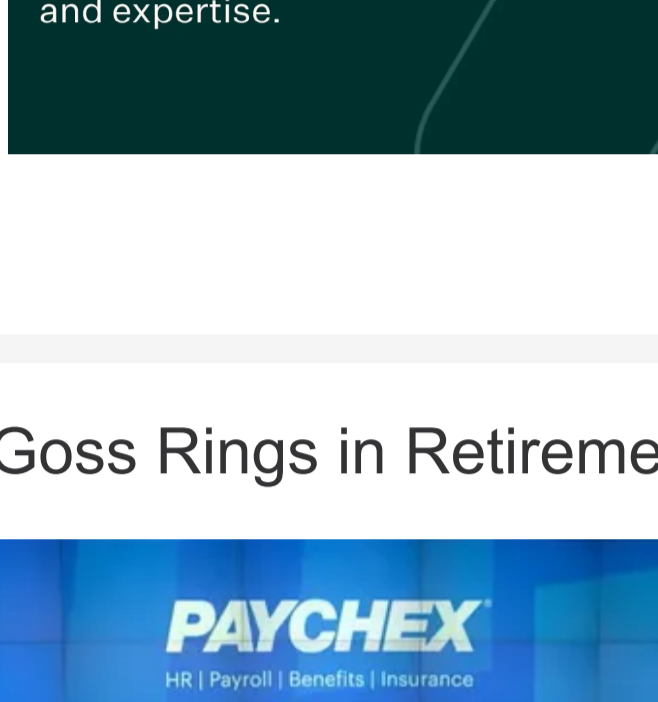 and expertise.
Goss Rings in Retireme
PAYCHEX
HR | Payroll | Benefits | Insurance